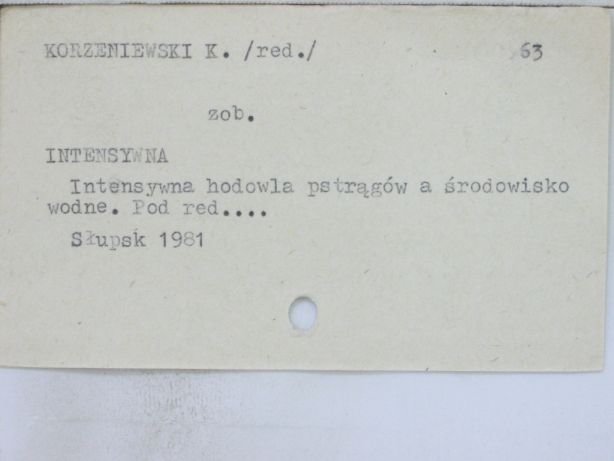 KORZENIEWSKI K. /red./ 63
zob.
INTENSYWNA
Intensywna hodowla pstrągów a środowisko
wodne. Pod red....
Słupsk 1981